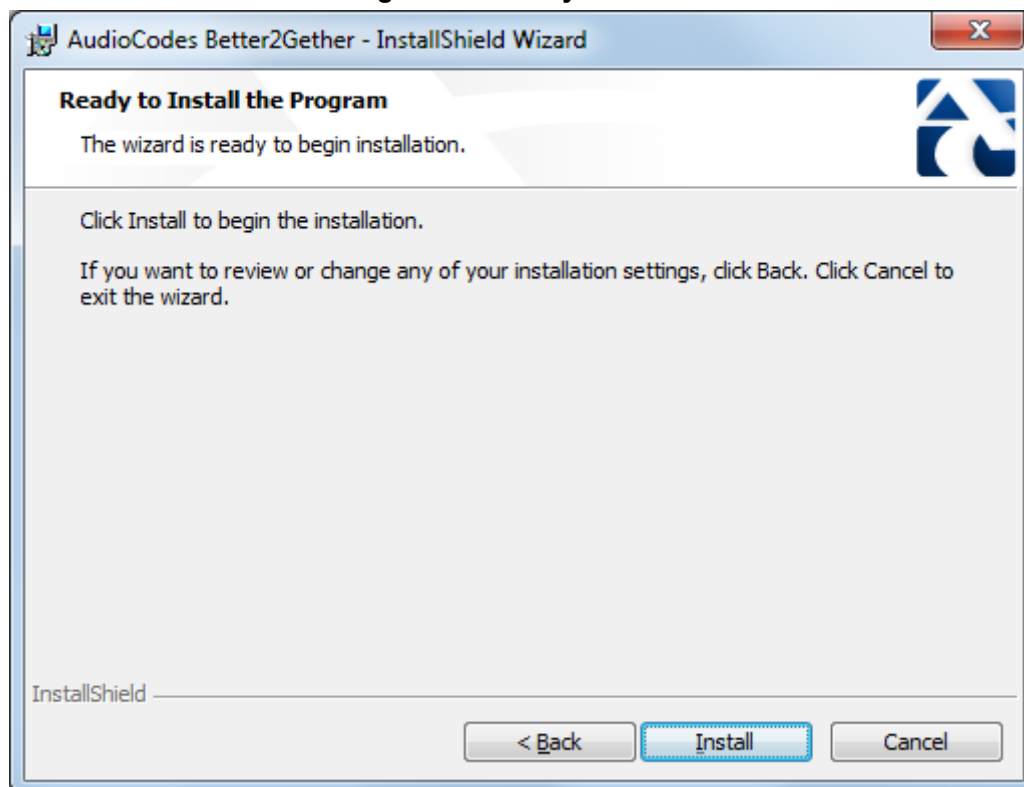 AudioCodes Better2Gether - InstallShield Wizard
Ready to Install the Program
The wizard is ready to begin installation.
Click Install to begin the installation.
If you want to review or change any of your installation settings, click Back. Click Cancel to
exit the wizard.
InstallShield
< Back Install Cancel